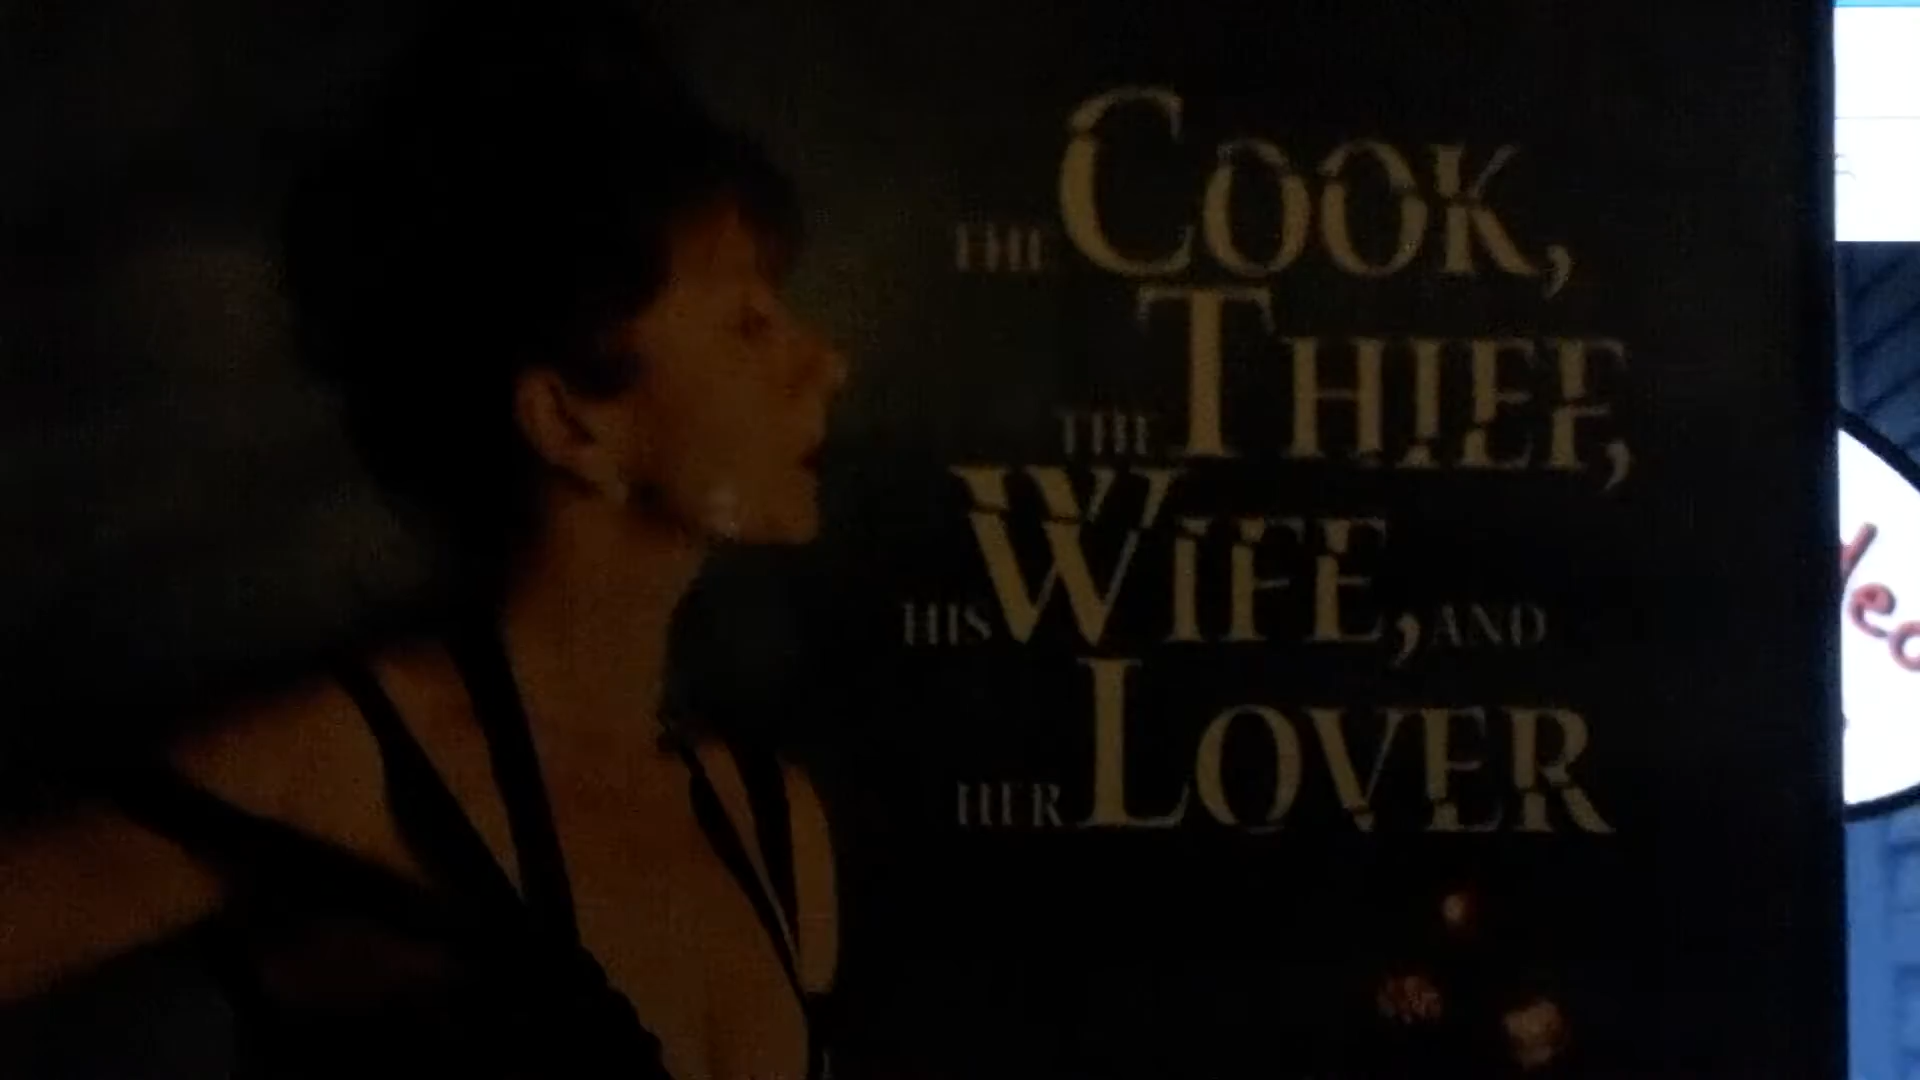 THE COOK,
THE THIEF,
HIS WIFE, AND
HER LOVER